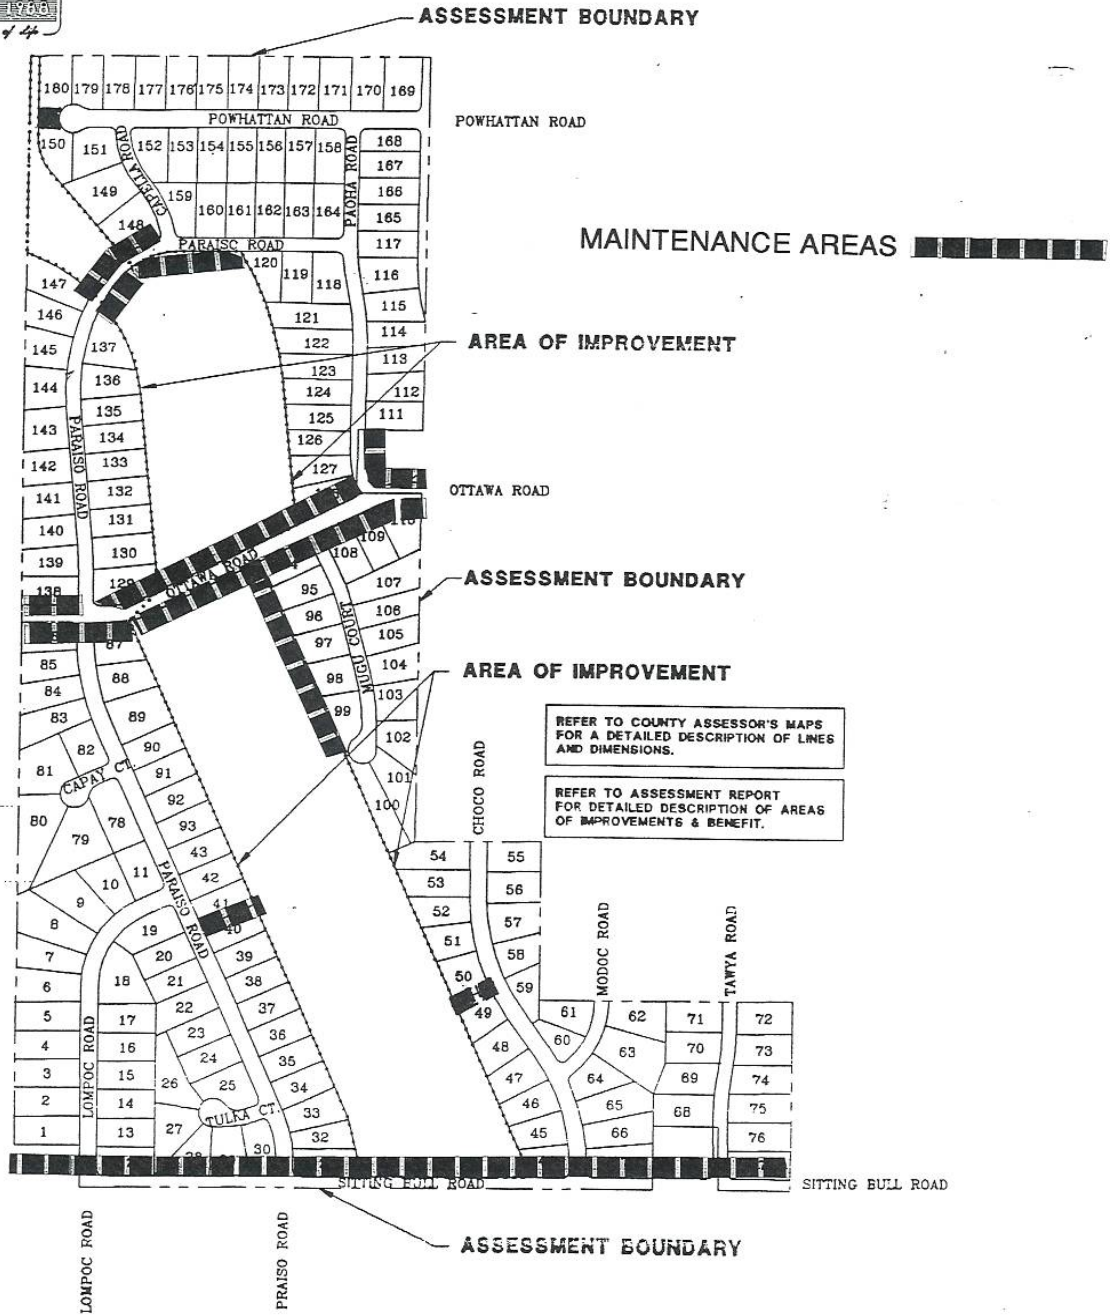 1988
ASSESSMENT BOUNDARY
180 179 178 177 176 175 174 173 172 171 170 169
POWHATTAN ROAD
POWHATTAN ROAD
150 151 152 153 154 155 156 157 158 168
CAPELLA ROAD
PAOHA ROAD
167
149 159 166
160 161 162 163 164 165
148
PARAISC ROAD
117
MAINTENANCE AREAS
120 119 118 116
147
146 115
121
114
AREA OF IMPROVEMENT
145 137 122 113
144 136 123
124 112
135 125 111
143 134 126
PARAISO ROAD
142 133 127
141 132
OTTAWA ROAD
140 131
139 130 108 109
OTTAWA ROAD
138 129 95 107
ASSESSMENT BOUNDARY
96 106
MUGU COURT
87 97 105
85 88 98 104
AREA OF IMPROVEMENT
84 103
83 89 99
82 90 102
REFER TO COUNTY ASSESSOR'S MAPS
FOR A DETAILED DESCRIPTION OF LINES
AND DIMENSIONS.
81 91 101
CAPAY CT.
CHOCO ROAD
92 100
REFER TO ASSESSMENT REPORT
FOR DETAILED DESCRIPTION OF AREAS
OF IMPROVEMENTS & BENEFIT.
80 79 78 93
43 54 55
11 42 53 56
10 41
PARAISO ROAD
9 52 57
8 19 40 51 58
MODOC ROAD
TAWYA ROAD
7 20 39
6 18 21 38 50 59
5 17 22 37 49 61 62 71 72
4 16 23 36 48 60 63 70 73
LOMPOC ROAD
3 15 24 35 47 64 69 74
2 14 26 25 34 46 65 68 75
TULKA CT.
1 13 27 33 45 66 76
28 30 32
SITTING BULL ROAD
SITTING BULL ROAD
LOMPOC ROAD
PRAISO ROAD
ASSESSMENT BOUNDARY